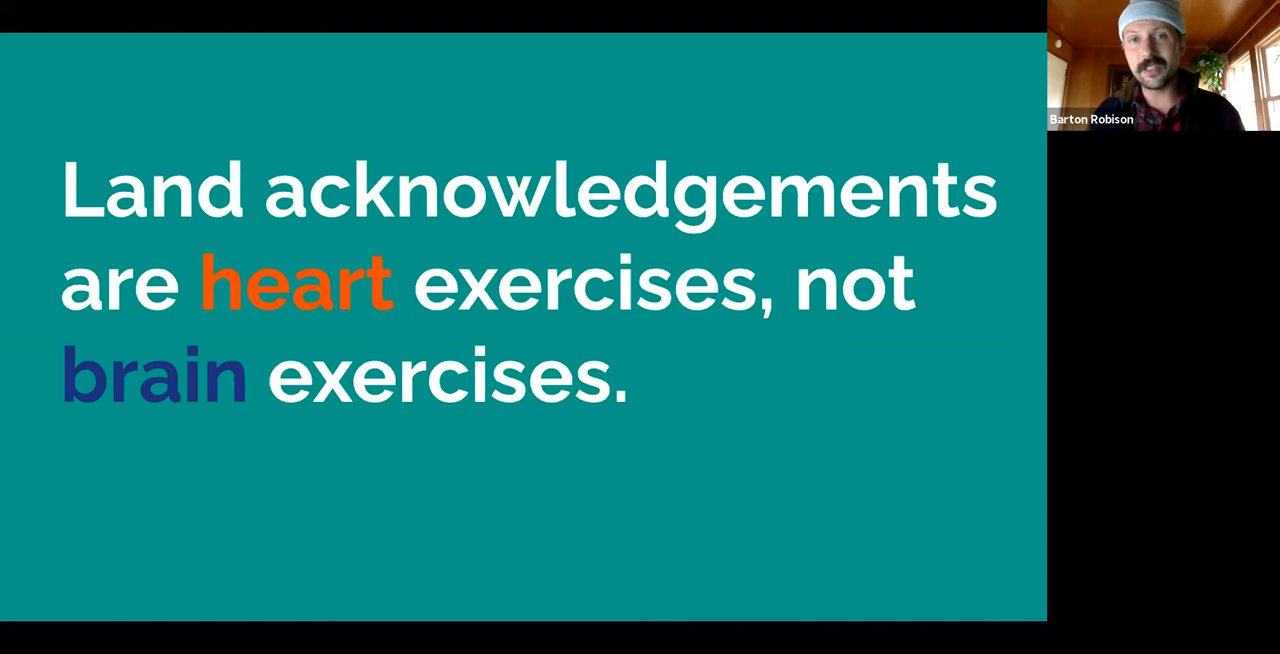 Land acknowledgements
are heart exercises, not
brain exercises.
Barton Robison